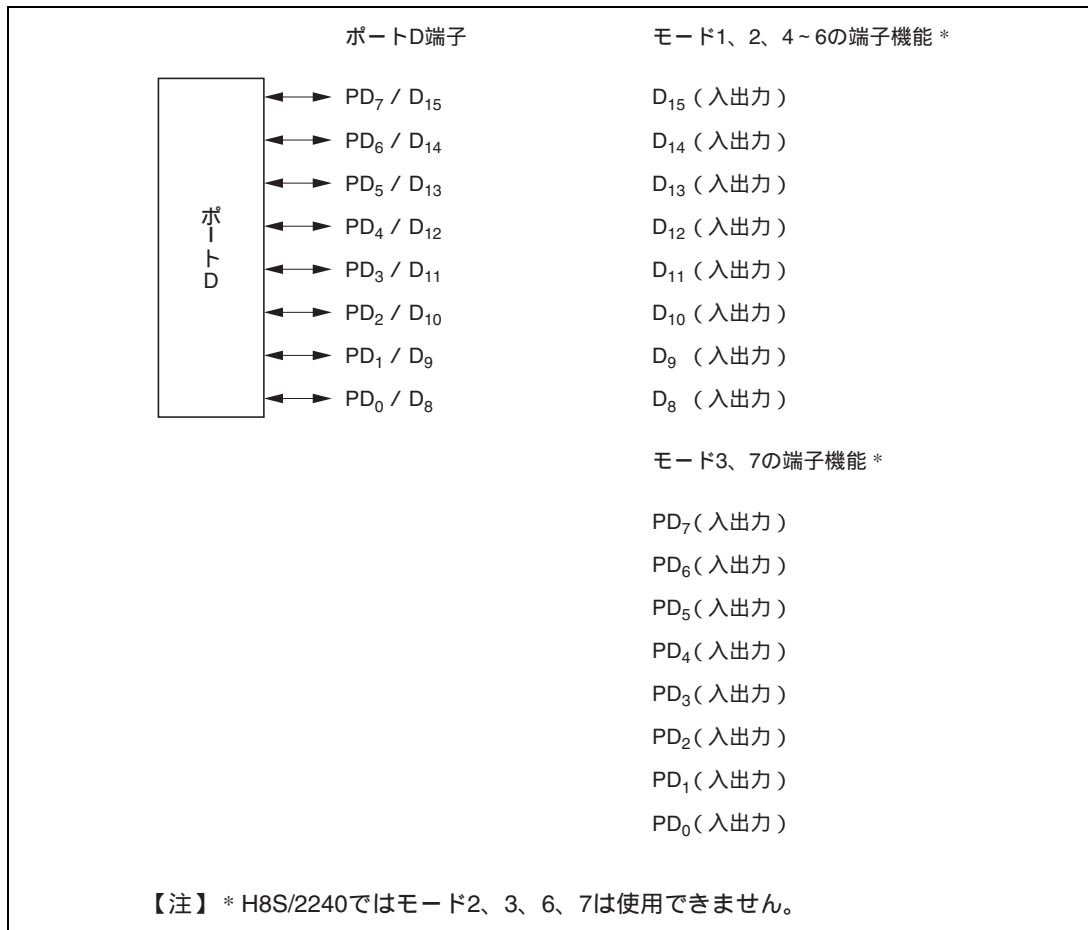 ポートD端子 モード1、2、4~6の端子機能 *
PD7 / D15 D15 ( 入出力 )
PD6 / D14 D14 ( 入出力 )
PD5 / D13 D13 ( 入出力 )
PD4 / D12 D12 ( 入出力 )
PD3 / D11 D11 ( 入出力 )
PD2 / D10 D10 ( 入出力 )
PD1 / D9 D9 ( 入出力 )
PD0 / D8 D8 ( 入出力 )
ポートD
モード3、7の端子機能 *
PD7( 入出力 )
PD6( 入出力 )
PD5( 入出力 )
PD4( 入出力 )
PD3( 入出力 )
PD2( 入出力 )
PD1( 入出力 )
PD0( 入出力 )
【注】 * H8S/2240ではモード2、3、6、7は使用できません。